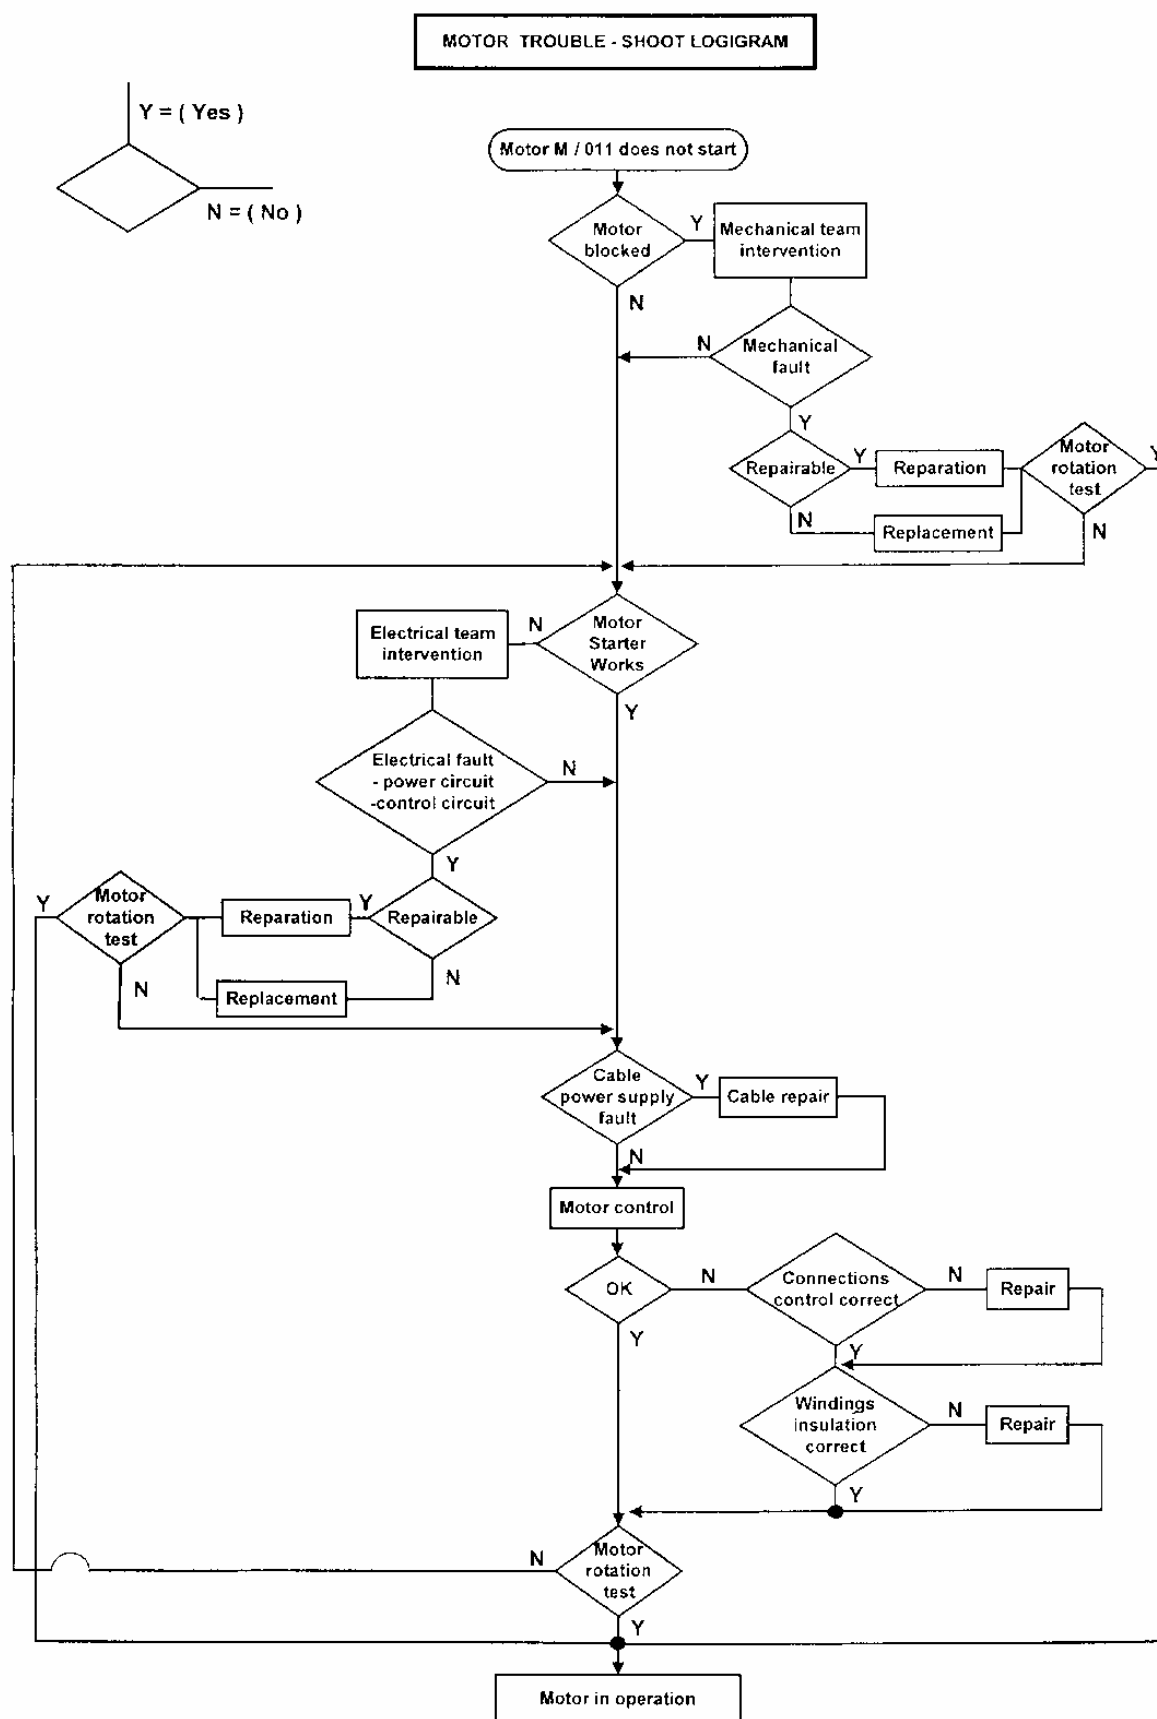 MOTOR TROUBLE - SHOOT LOGIGRAM
Y = ( Yes )
N = ( No )
Motor M / 011 does not start
Motor
blocked
Y
N
Mechanical team
intervention
Mechanical
fault
N
Y
Repairable
Y
N
Reparation
Replacement
Motor
rotation
test
Y
N
Motor
Starter
Works
N
Y
Electrical team
intervention
Electrical fault
- power circuit
-control circuit
N
Y
Repairable
Y
N
Reparation
Replacement
Motor
rotation
test
Y
N
Cable
power supply
fault
Y
N
Cable repair
Motor control
OK
N
Y
Connections
control correct
N
Y
Repair
Windings
insulation
correct
N
Y
Repair
Motor
rotation
test
N
Y
Motor in operation